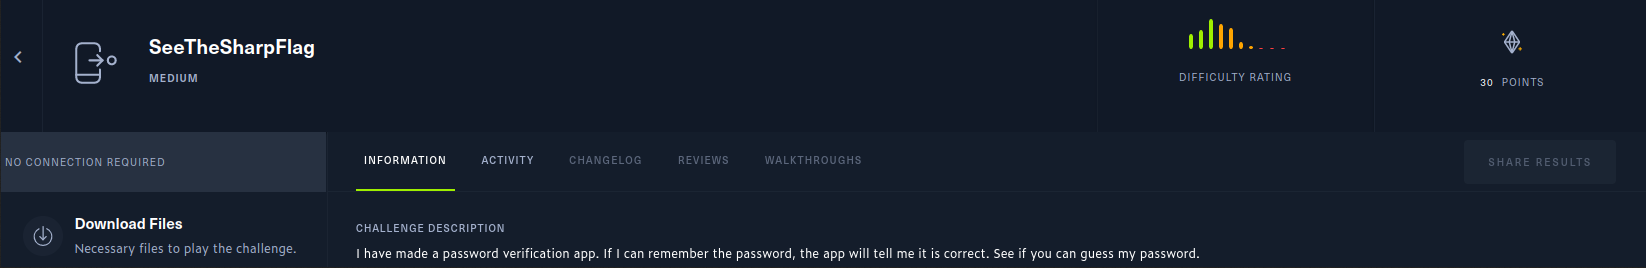 SeeTheSharpFlag
MEDIUM
DIFFICULTY RATING
30 POINTS
NO CONNECTION REQUIRED
INFORMATION
ACTIVITY
CHANGELOG
REVIEWS
WALKTHROUGHS
SHARE RESULTS
Download Files
Necessary files to play the challenge.
CHALLENGE DESCRIPTION
I have made a password verification app. If I can remember the password, the app will tell me it is correct. See if you can guess my password.